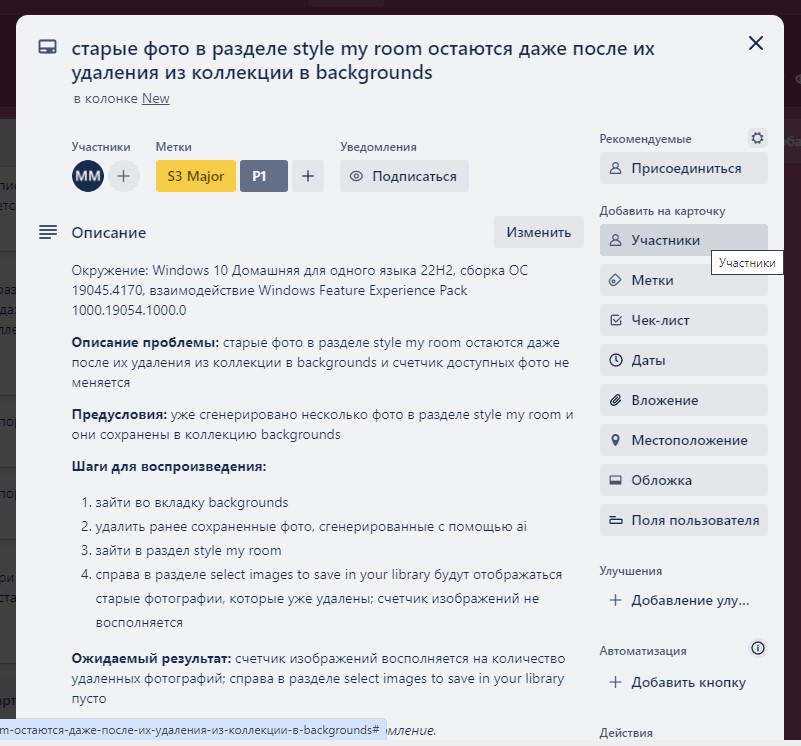 старые фото в разделе style my room остаются даже после их
удаления из коллекции в backgrounds
в колонке New
Участники
Метки
Уведомления
MM
S3 Major
P1
Подписаться
Описание
Изменить
Окружение: Windows 10 Домашняя для одного языка 22H2, сборка ОС
19045.4170, взаимодействие Windows Feature Experience Pack
1000.19054.1000.0
Описание проблемы: старые фото в разделе style my room остаются даже
после их удаления из коллекции в backgrounds и счетчик доступных фото не
меняется
Предусловия: уже сгенерировано несколько фото в разделе style my room и
они сохранены в коллекцию backgrounds
Шаги для воспроизведения:
1. зайти во вкладку backgrounds
2. удалить ранее сохраненные фото, сгенерированные с помощью ai
3. зайти в раздел style my room
4. справа в разделе select images to save in your library будут отображаться
старые фотографии, которые уже удалены; счетчик изображений не
восполняется
Ожидаемый результат: счетчик изображений восполняется на количество
удаленных фотографий; справа в разделе select images to save in your library
пусто
m-остаются-даже-после-их-удаления-из-коллекции-в-backgrounds#
Рекомендуемые
Присоединиться
Добавить на карточку
Участники
Участники
Метки
Чек-лист
Даты
Вложение
Местоположение
Обложка
Поля пользователя
Улучшения
Добавление улу...
Автоматизация
Добавить кнопку
Действия